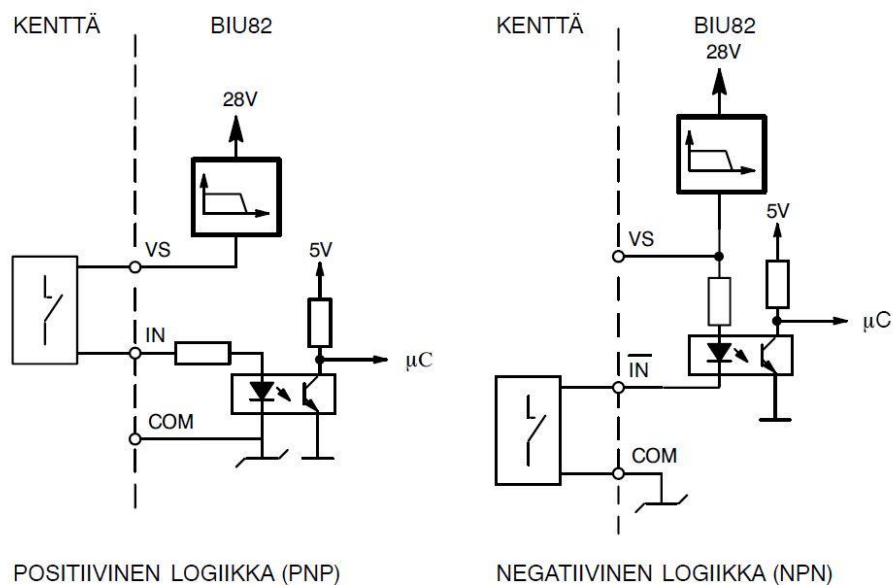 KENTTÄ
BIU82
28V
VS
5V
IN
µC
COM
POSITIIVINEN LOGIIKKA (PNP)
KENTTÄ
BIU82
28V
5V
VS
µC
IN
COM
NEGATIIVINEN LOGIIKKA (NPN)